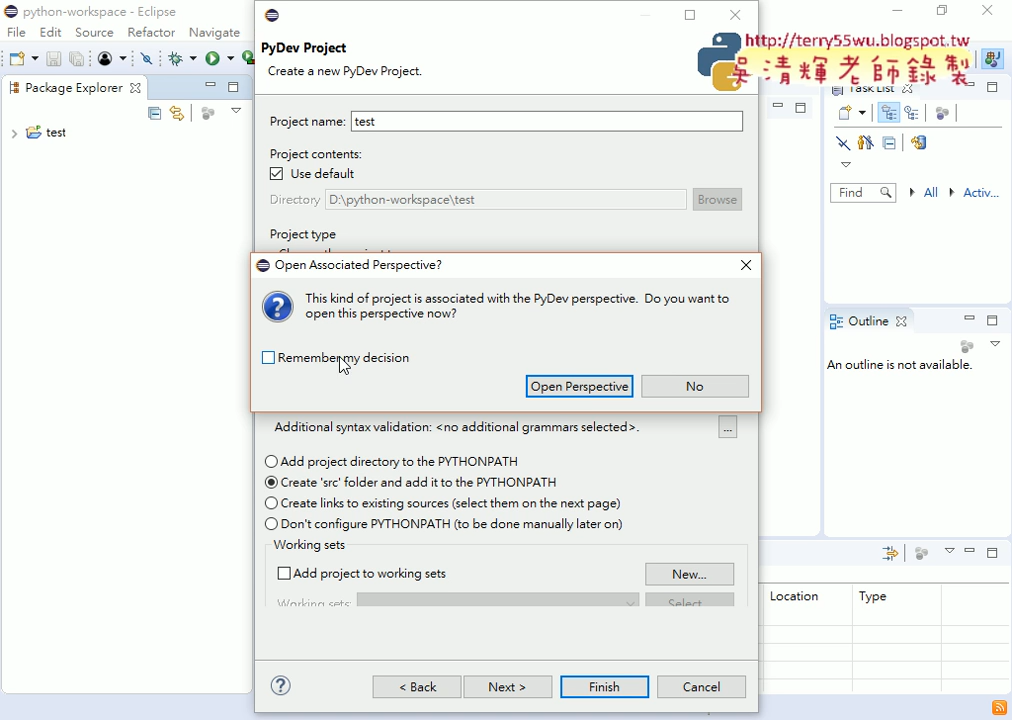 python-workspace - Eclipse
File Edit Source Refactor Navigate
Package Explorer
test
PyDev Project
Create a new PyDev Project.
http://terry55wu.blogspot.tw
吳清輝老師錄製
Project name: test
Project contents:
Use default
Directory D:\python-workspace\test Browse
Project type
Open Associated Perspective?
This kind of project is associated with the PyDev perspective. Do you want to
open this perspective now?
Remember my decision
Open Perspective No
Additional syntax validation: <no additional grammars selected>. ...
Add project directory to the PYTHONPATH
Create 'src' folder and add it to the PYTHONPATH
Create links to existing sources (select them on the next page)
Don't configure PYTHONPATH (to be done manually later on)
Working sets
Add project to working sets New...
Working sets: Select...
< Back Next > Finish Cancel
Task List
Find All Activ...
Outline
An outline is not available.
Location Type